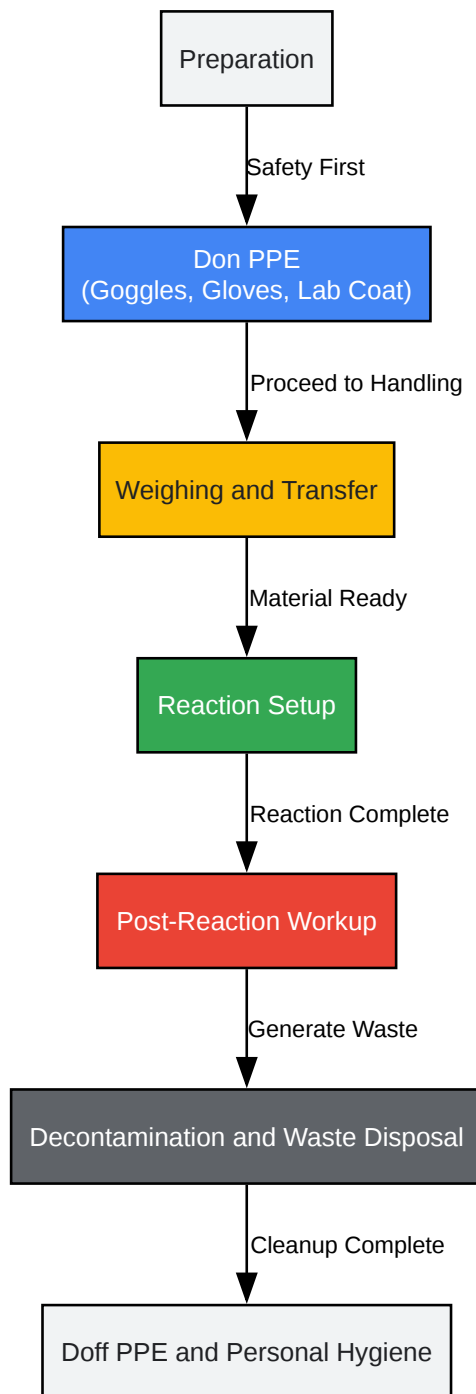 Preparation
Safety First
Don PPE
(Goggles, Gloves, Lab Coat)
Proceed to Handling
Weighing and Transfer
Material Ready
Reaction Setup
Reaction Complete
Post-Reaction Workup
Generate Waste
Decontamination and Waste Disposal
Cleanup Complete
Doff PPE and Personal Hygiene